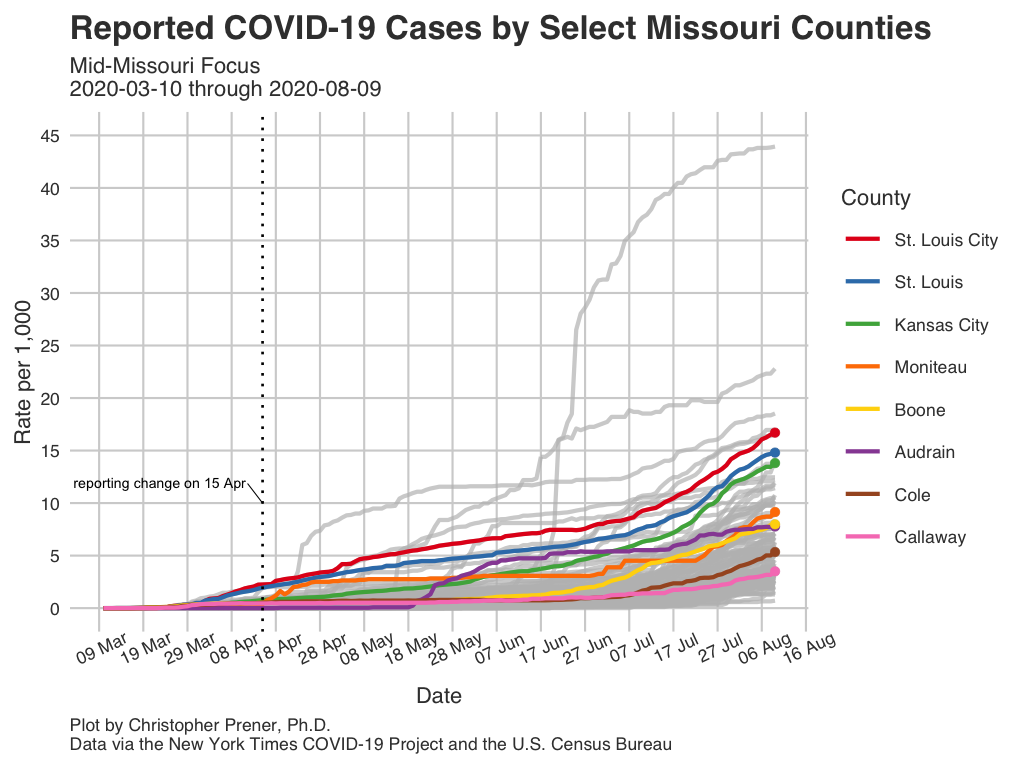 Reported COVID-19 Cases by Select Missouri Counties
Mid-Missouri Focus
2020-03-10 through 2020-08-09
45
40
35
30
25
20
15
10
5
0
Rate per 1,000
reporting change on 15 Apr
09 Mar
19 Mar
29 Mar
08 Apr
18 Apr
28 Apr
08 May
18 May
28 May
07 Jun
17 Jun
27 Jun
07 Jul
17 Jul
27 Jul
06 Aug
16 Aug
Date
County
St. Louis City
St. Louis
Kansas City
Moniteau
Boone
Audrain
Cole
Callaway
Plot by Christopher Prener, Ph.D.
Data via the New York Times COVID-19 Project and the U.S. Census Bureau